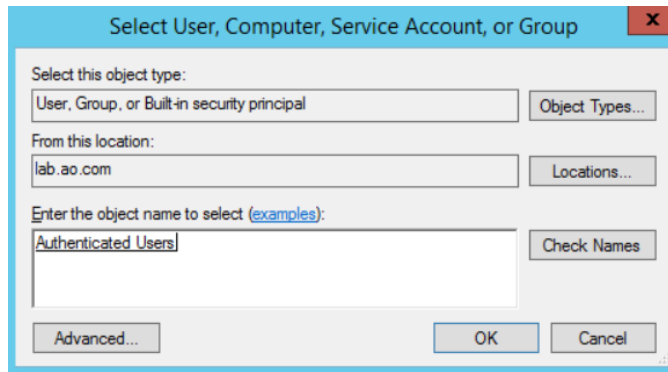 Select User, Computer, Service Account, or Group
x
Select this object type:
User, Group, or Built-in security principal
Object Types...
From this location:
lab.ao.com
Locations...
Enter the object name to select (examples):
Authenticated Users
Check Names
Advanced...
OK
Cancel